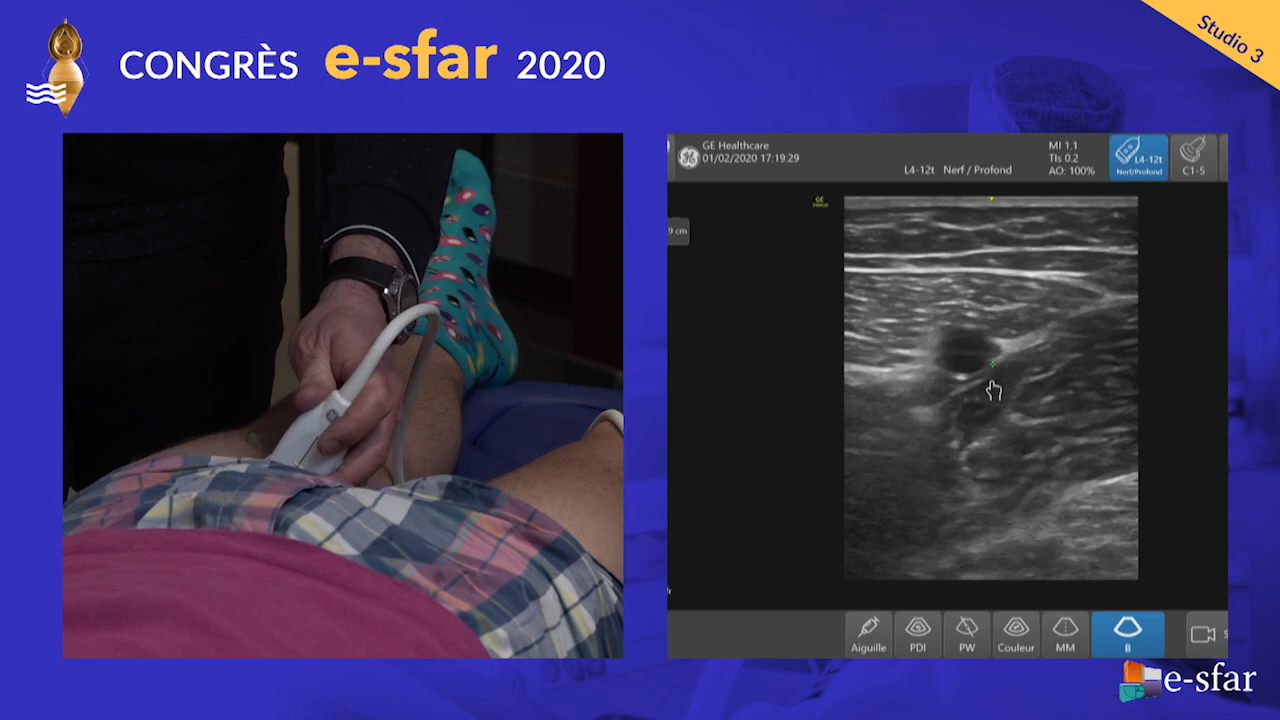 CONGRÈS e-sfar 2020
Studio 3
GE Healthcare
01/02/2020 17:19:29
L4-12t Nerf / Profond
MI 1.1
TIs 0.2
AO: 100%
L4-12t
Nerf/Profond
C1-5
GE
Venue
9 cm
Aiguille
PDI
PW
Couleur
MM
B
e-sfar